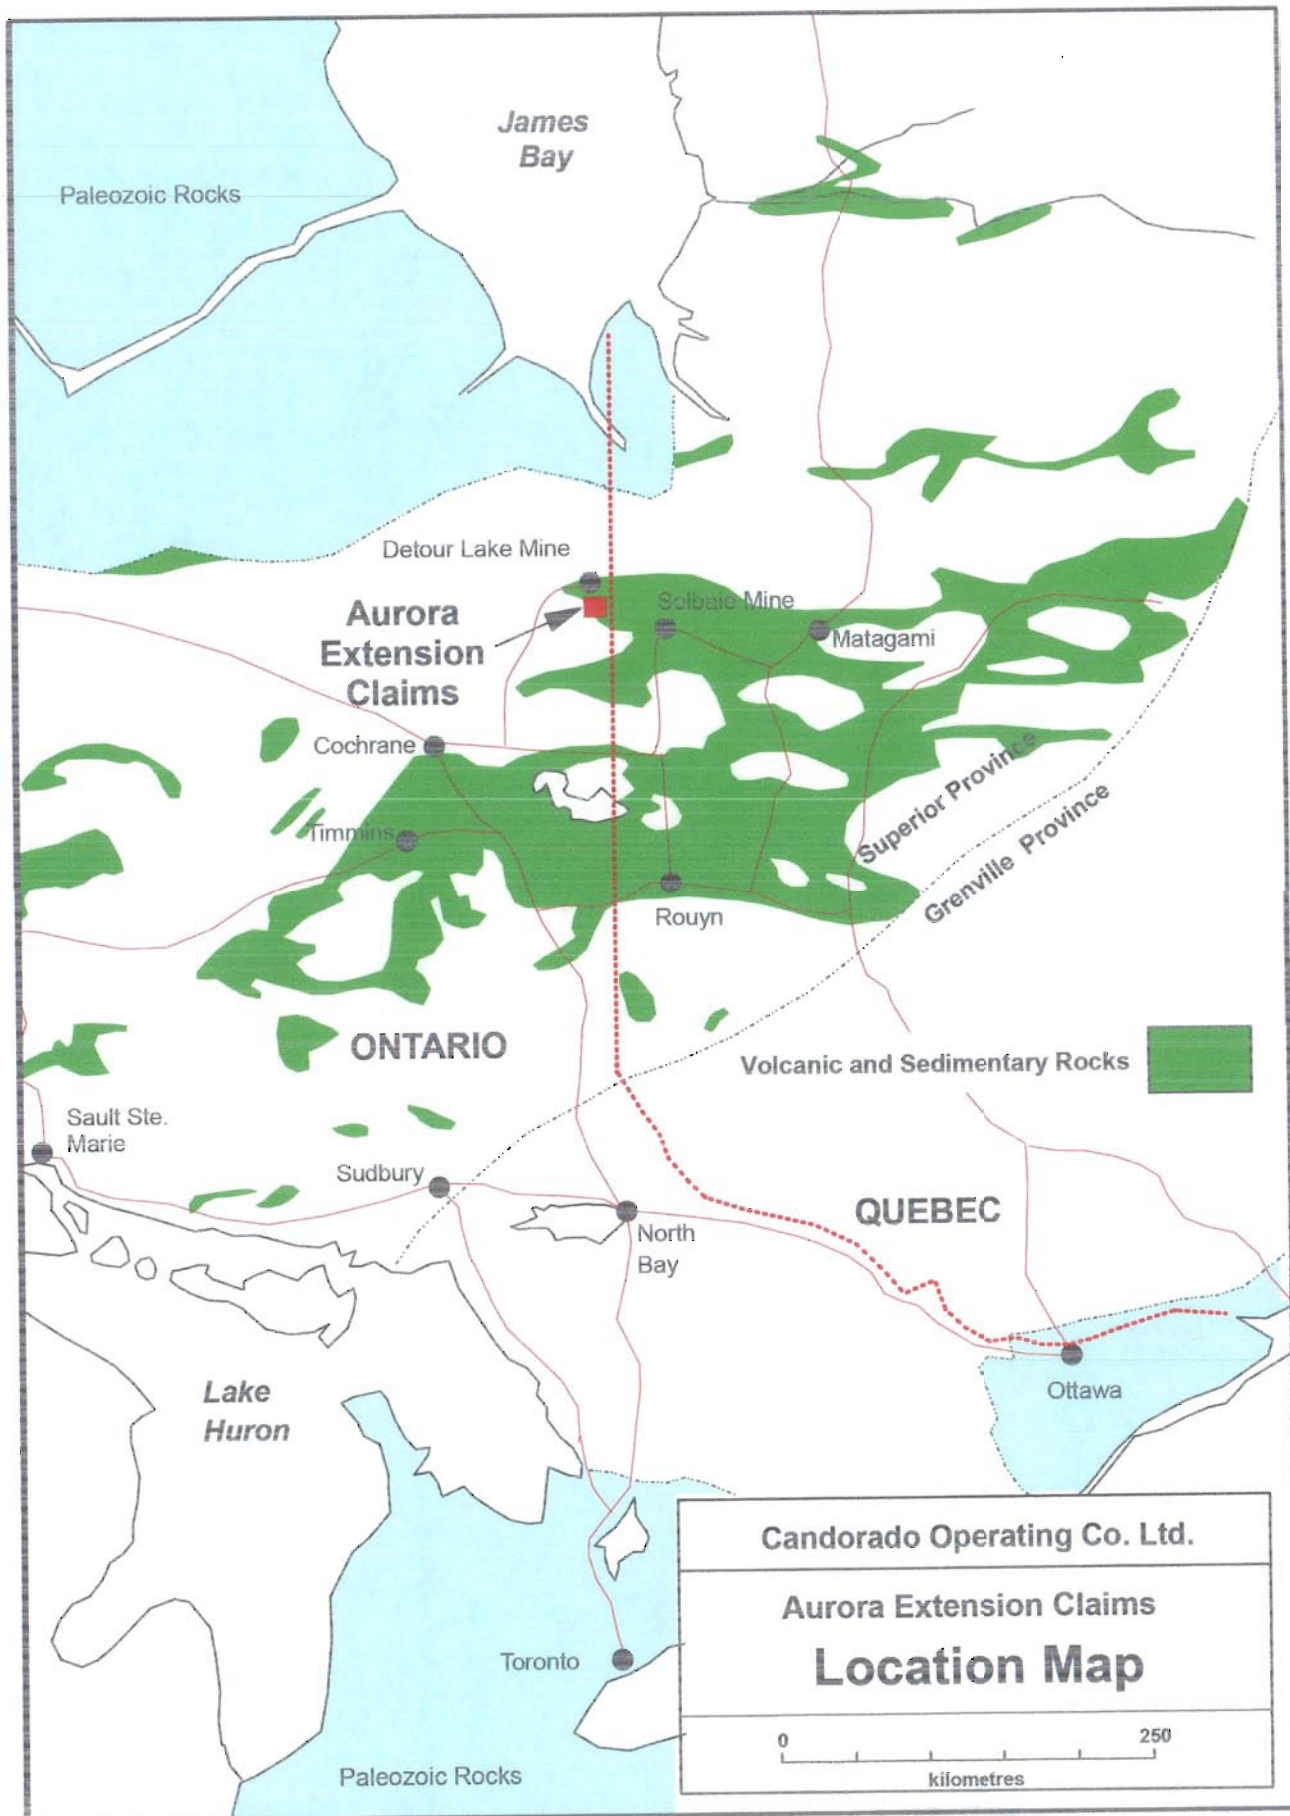 James
Bay
Paleozoic Rocks
Detour Lake Mine
Aurora
Extension
Claims
Selbaie Mine
Matagami
Cochrane
Timmins
Rouyn
Superior Province
Grenville Province
ONTARIO
Volcanic and Sedimentary Rocks
Sault Ste.
Marie
Sudbury
North
Bay
QUEBEC
Ottawa
Lake
Huron
Toronto
Paleozoic Rocks
Candorado Operating Co. Ltd.
Aurora Extension Claims
Location Map
0 250
kilometres